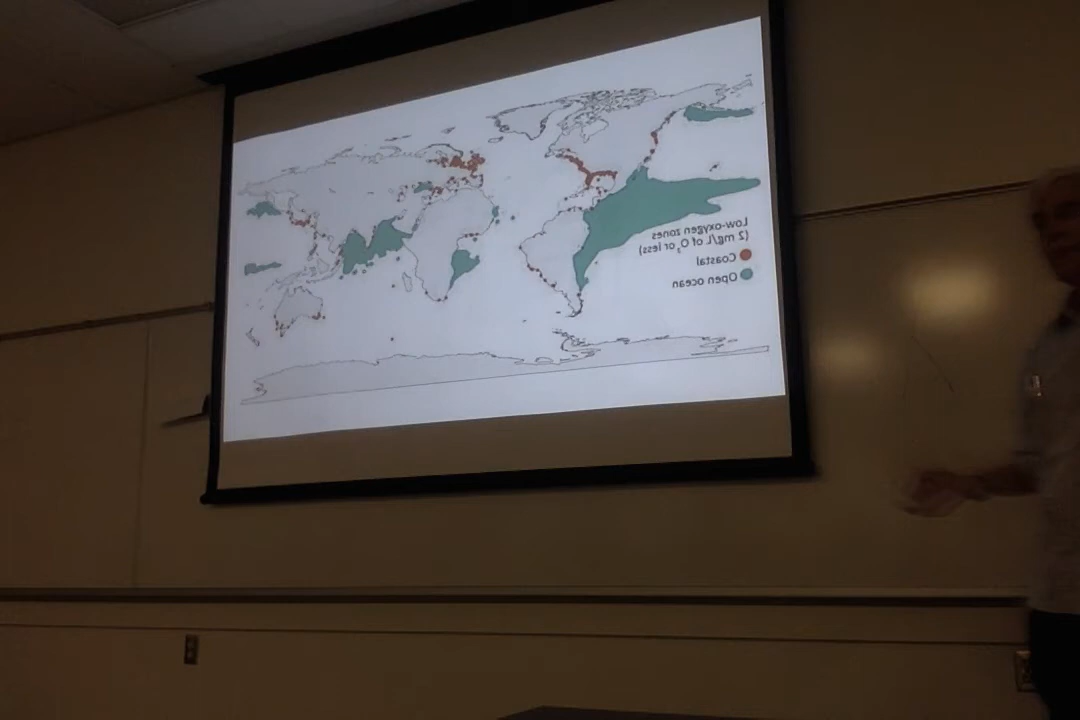 Low-oxygen zones
(2 mg/L of O₂ or less)
Coastal
Open ocean